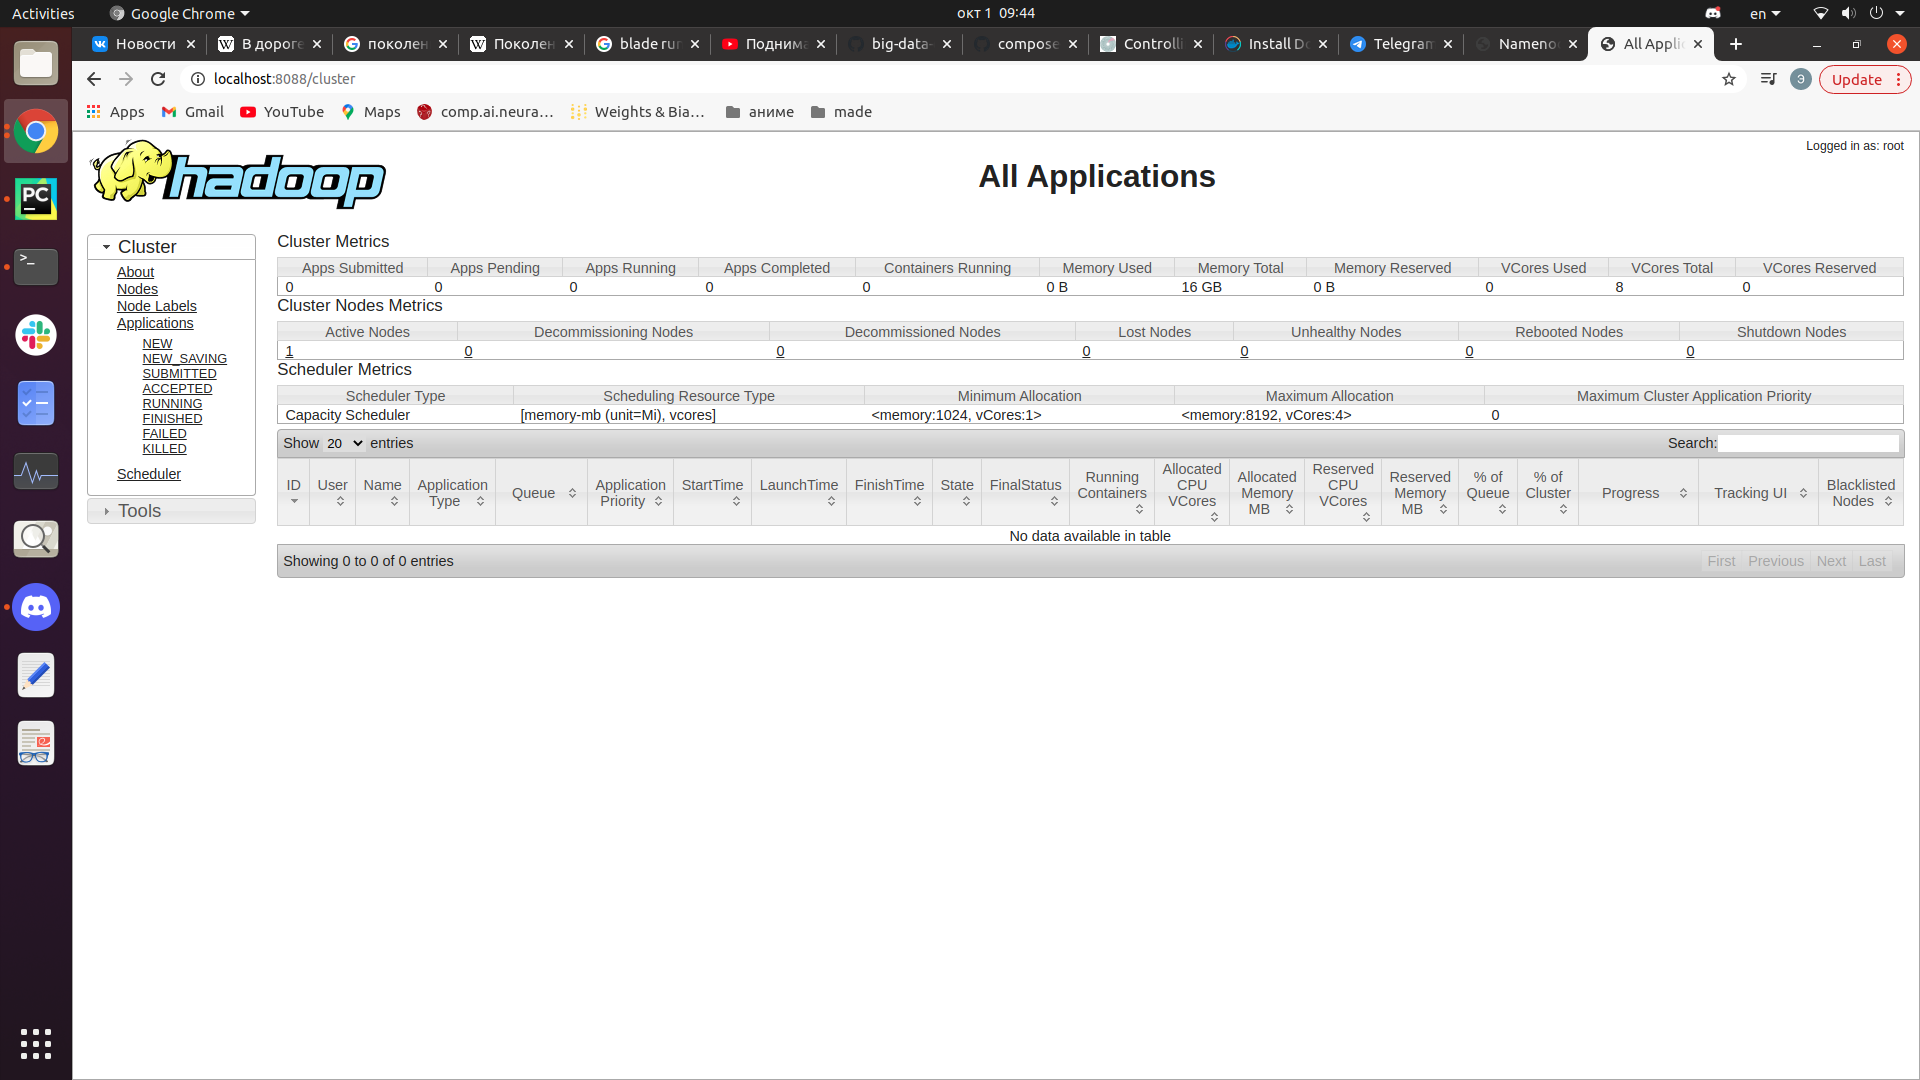 Activities
Google Chrome
окт 1 09:44
en
Новости
В дороге
поколен
Поколен
blade rur
Поднима
big-data-
compose
Controlli
Install Do
Telegram
Nameno
All Appli
localhost:8088/cluster
Э
Update
Apps
Gmail
YouTube
Maps
comp.ai.neura...
Weights & Bia...
аниме
made
hadoop
All Applications
Logged in as: root
Cluster
About
Nodes
Node Labels
Applications
NEW
NEW_SAVING
SUBMITTED
ACCEPTED
RUNNING
FINISHED
FAILED
KILLED
Scheduler
Tools
Cluster Metrics
Apps Submitted Apps Pending Apps Running Apps Completed Containers Running Memory Used Memory Total Memory Reserved VCores Used VCores Total VCores Reserved
0 0 0 0 0 0 B 16 GB 0 B 0 8 0
Cluster Nodes Metrics
Active Nodes Decommissioning Nodes Decommissioned Nodes Lost Nodes Unhealthy Nodes Rebooted Nodes Shutdown Nodes
1 0 0 0 0 0 0
Scheduler Metrics
Scheduler Type Scheduling Resource Type Minimum Allocation Maximum Allocation Maximum Cluster Application Priority
Capacity Scheduler [memory-mb (unit=Mi), vcores] <memory:1024, vCores:1> <memory:8192, vCores:4> 0
Show 20 entries
Search:
ID
User
Name
Application
Type
Queue
Application
Priority
StartTime
LaunchTime
FinishTime
State
FinalStatus
Running
Containers
Allocated
CPU
VCores
Allocated
Memory
MB
Reserved
CPU
VCores
Reserved
Memory
MB
% of
Queue
% of
Cluster
Progress
Tracking UI
Blacklisted
Nodes
No data available in table
Showing 0 to 0 of 0 entries
First Previous Next Last
PC
>_